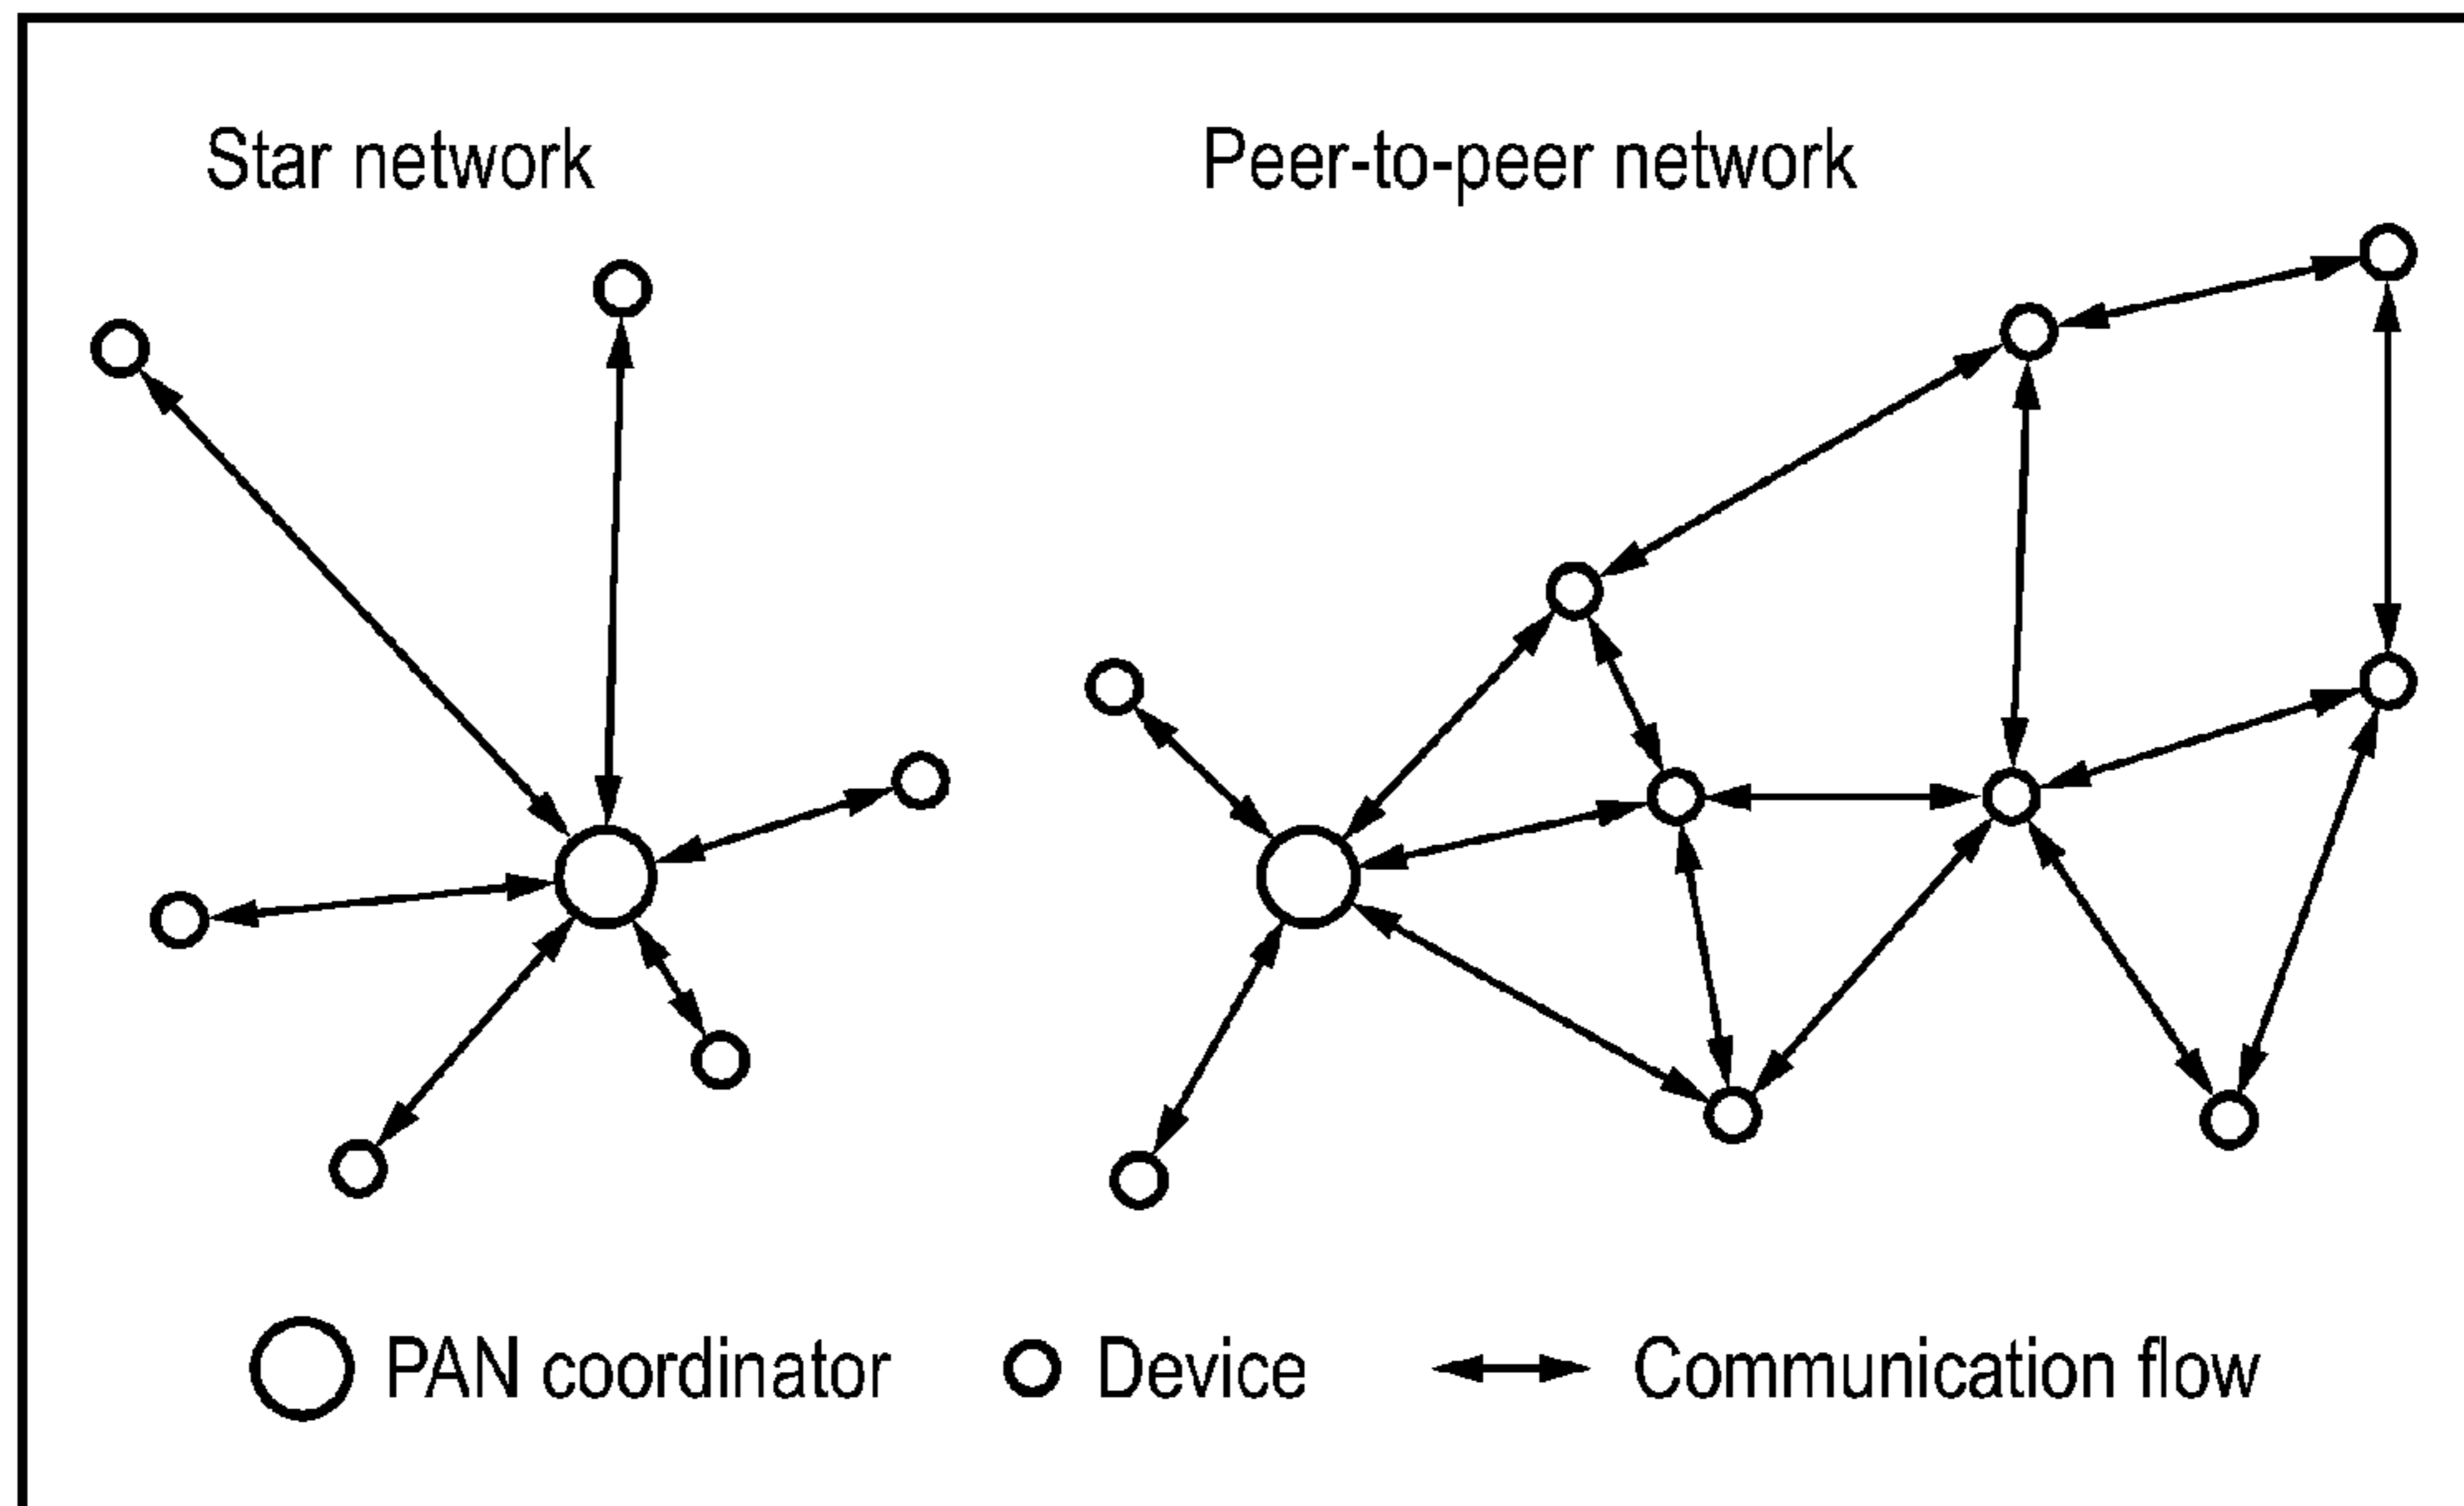 Star network
Peer-to-peer network
PAN coordinator
Device
Communication flow